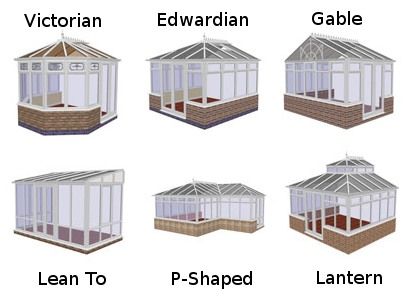 Victorian
Edwardian
Gable
Lean To
P-Shaped
Lantern